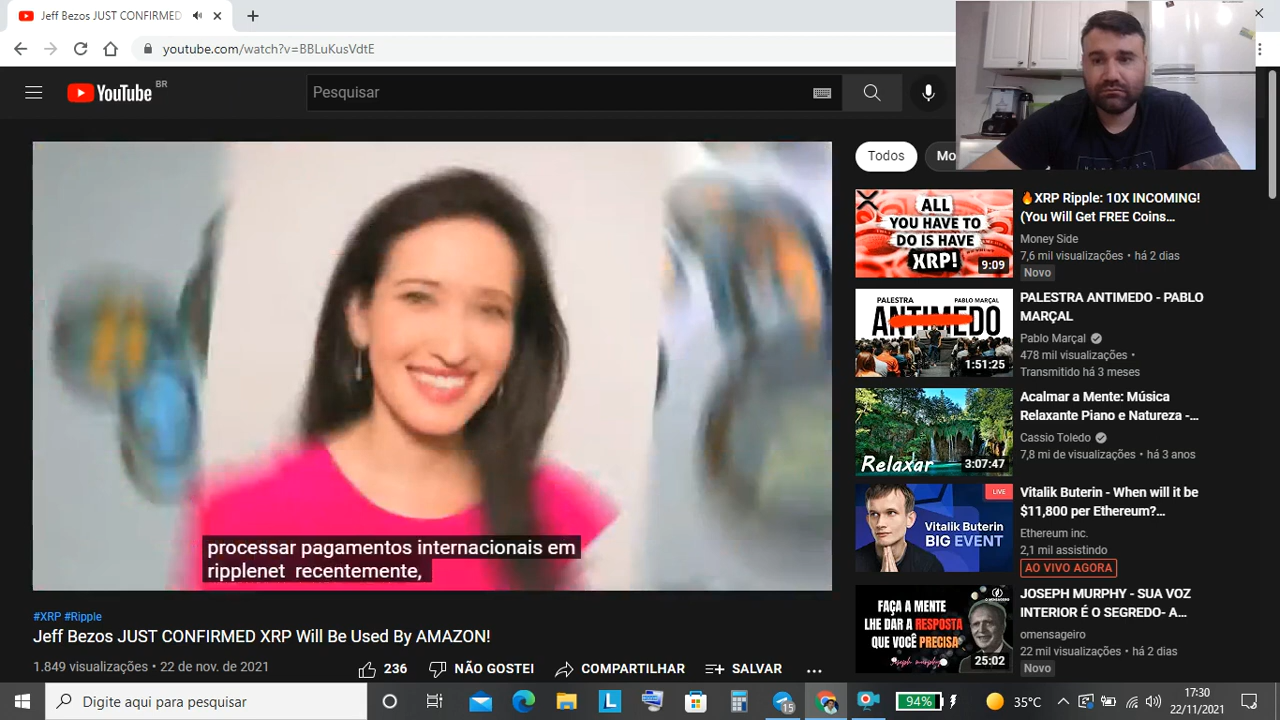 Jeff Bezos JUST CONFIRMED
youtube.com/watch?v=BBLuKusVdtE
YouTube BR
Pesquisar
Todos
Mo
processar pagamentos internacionais em
ripplenet recentemente,
#XRP #Ripple
Jeff Bezos JUST CONFIRMED XRP Will Be Used By AMAZON!
1.849 visualizações • 22 de nov. de 2021
236
NÃO GOSTEI
COMPARTILHAR
SALVAR
ALL
YOU HAVE TO
DO IS HAVE
XRP!
9:09
🔥XRP Ripple: 10X INCOMING!
(You Will Get FREE Coins...
Money Side
7,6 mil visualizações • há 2 dias
Novo
PALESTRA
PABLO MARÇAL
ANTIMEDO
1:51:25
PALESTRA ANTIMEDO - PABLO
MARÇAL
Pablo Marçal
478 mil visualizações •
Transmitido há 3 meses
Relaxar
3:07:47
Acalmar a Mente: Música
Relaxante Piano e Natureza -...
Cassio Toledo
7,8 mi de visualizações • há 3 anos
LIVE
Vitalik Buterin
BIG EVENT
Vitalik Buterin - When will it be
$11,800 per Ethereum?...
Ethereum inc.
2,1 mil assistindo
AO VIVO AGORA
FAÇA A MENTE
LHE DAR A RESPOSTA
QUE VOCÊ PRECISA
Joseph murphy
25:02
JOSEPH MURPHY - SUA VOZ
INTERIOR É O SEGREDO- A...
omensageiro
22 mil visualizações • há 2 dias
Novo
Digite aqui para pesquisar
L
15
94%
35°C
17:30
22/11/2021